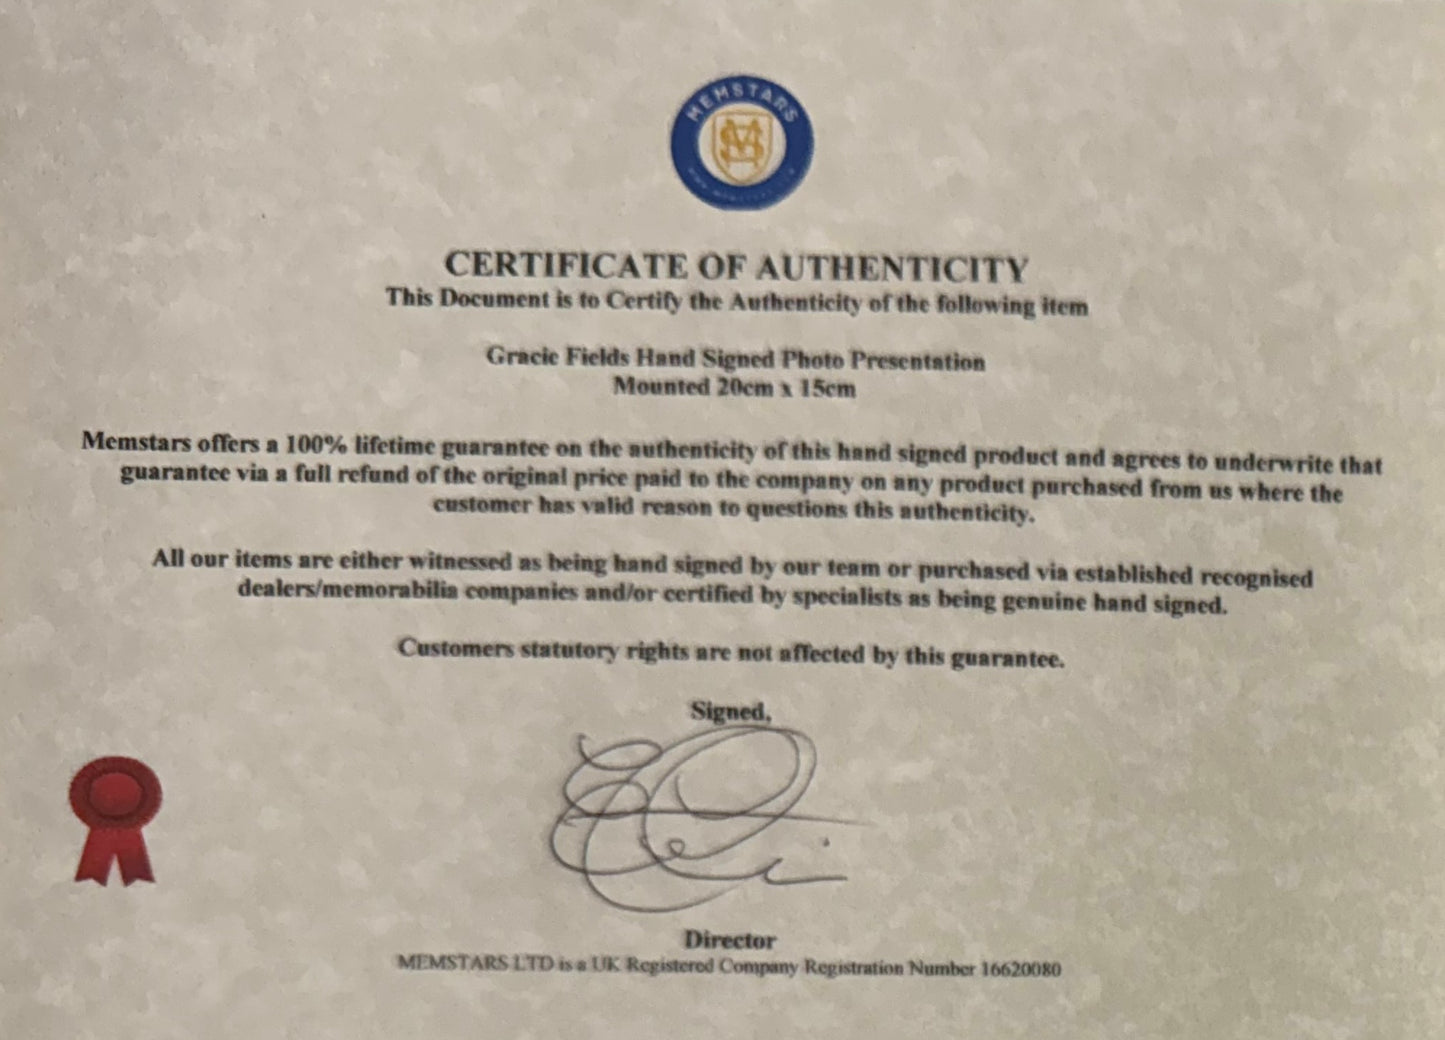 MEMSTARS
CERTIFICATE OF AUTHENTICITY
This Document is to Certify the Authenticity of the following item
Gracie Fields Hand Signed Photo Presentation
Mounted 20cm x 15cm
Memstars offers a 100% lifetime guarantee on the authenticity of this hand signed product and agrees to underwrite that
guarantee via a full refund of the original price paid to the company on any product purchased from us where the
customer has valid reason to questions this authenticity.
All our items are either witnessed as being hand signed by our team or purchased via established recognised
dealers/memorabilia companies and/or certified by specialists as being genuine hand signed.
Customers statutory rights are not affected by this guarantee.
Signed,
Director
MEMSTARS LTD is a UK Registered Company Registration Number 16620080